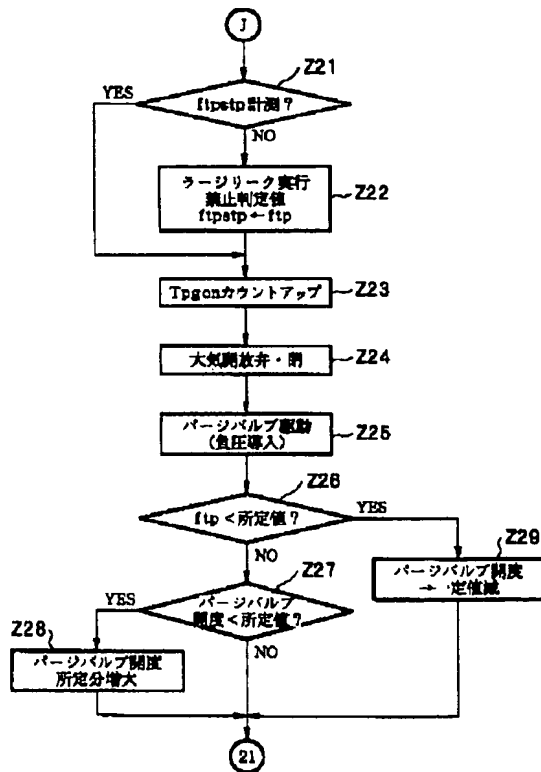 J
Z21
YES
ftpstp計測?
NO
ラージリーク実行
禁止判定値
ftpstp←ftp
Z22
Tpgonカウントアップ
Z23
大気開放弁・閉
Z24
パージバルブ駆動
(負圧導入)
Z25
Z26
ftp<所定値?
YES
NO
Z29
パージバルブ開度
→一定値減
Z27
YES
パージバルブ
開度<所定値?
NO
Z28
パージバルブ開度
所定分増大
21